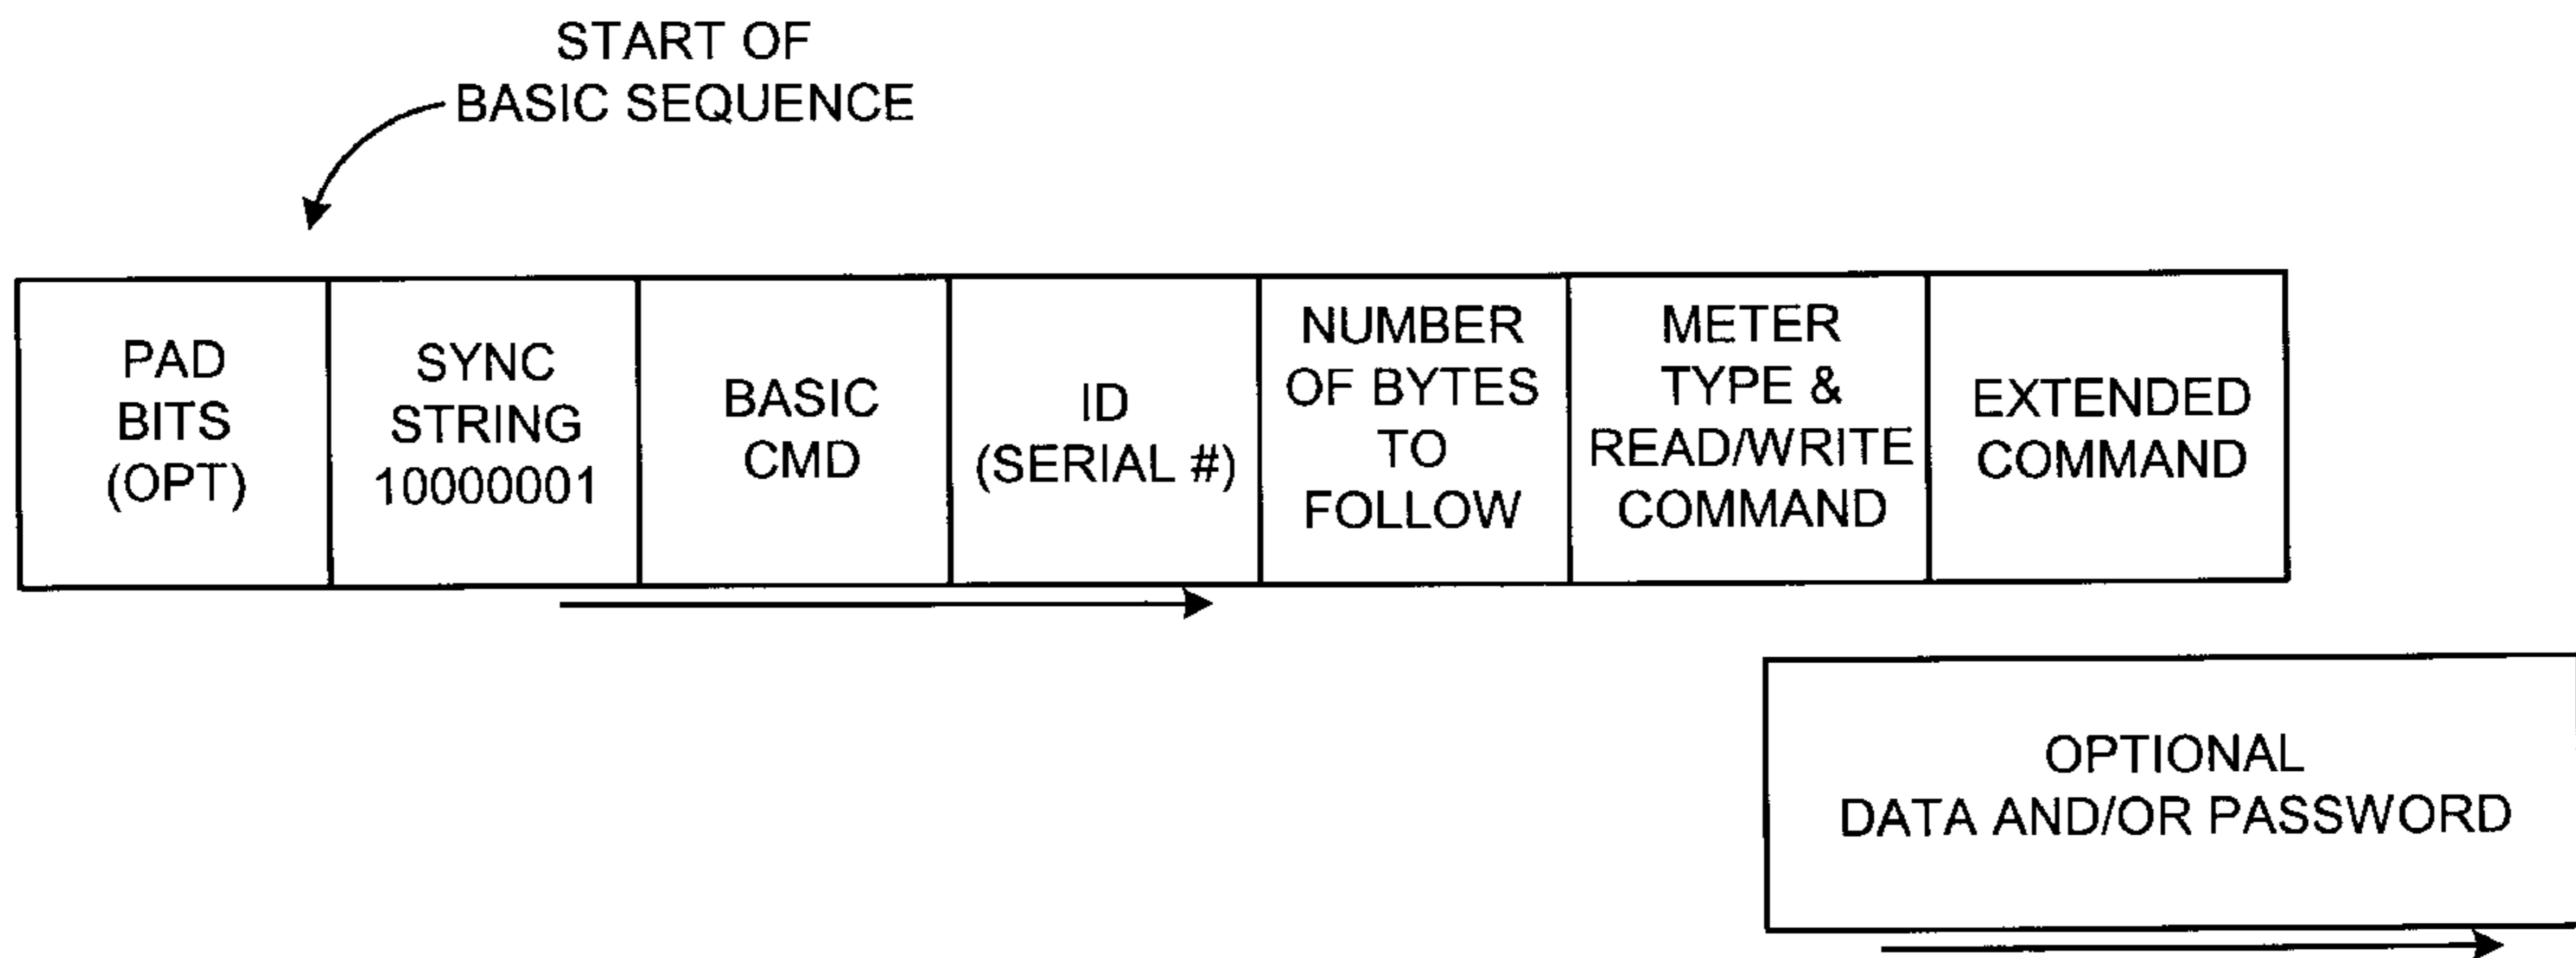 START OF
BASIC SEQUENCE
PAD
BITS
(OPT)
SYNC
STRING
10000001
BASIC
CMD
ID
(SERIAL #)
NUMBER
OF BYTES
TO
FOLLOW
METER
TYPE &
READ/WRITE
COMMAND
EXTENDED
COMMAND
OPTIONAL
DATA AND/OR PASSWORD